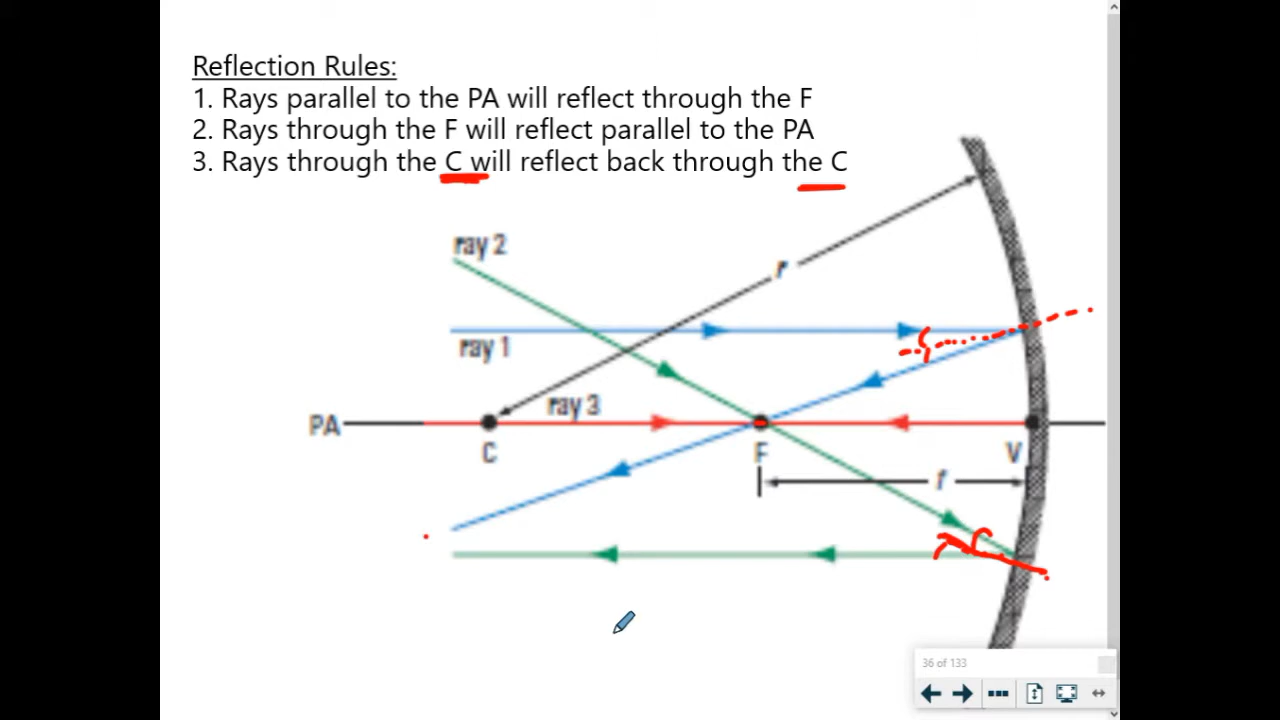 Reflection Rules:
1. Rays parallel to the PA will reflect through the F
2. Rays through the F will reflect parallel to the PA
3. Rays through the C will reflect back through the C
ray 2
r
ray 1
ray 3
PA
C
F
V
f
36 of 133